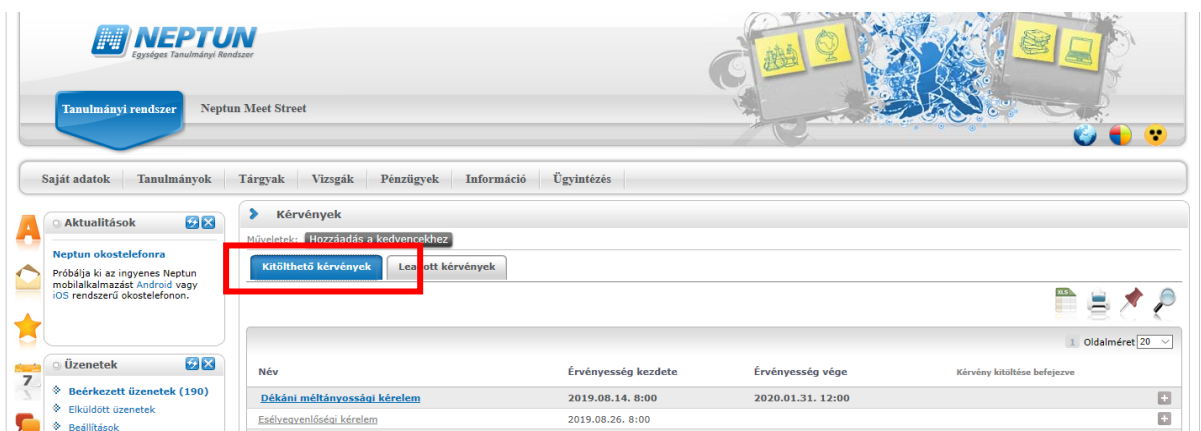 NEPTUN
Egységes Tanulmányi Rendszer
Tanulmányi rendszer Neptun Meet Street
Saját adatok Tanulmányok Tárgyak Vizsgák Pénzügyek Információ Ügyintézés
Aktualitások
Neptun okostelefonra
Próbálja ki az ingyenes Neptun
mobilalkalmazást Android vagy
iOS rendszerű okostelefonon.
7
Üzenetek
Beérkezett üzenetek (190)
Elküldött üzenetek
Beállítások
Kérvények
Műveletek: Hozzáadás a kedvencekhez
Kitölthető kérvények Leadott kérvények
XLS
1 Oldalméret 20
Név Érvényesség kezdete Érvényesség vége Kérvény kitöltése befejezve
Dékáni méltányossági kérelem 2019.08.14. 8:00 2020.01.31. 12:00
Esélyegyenlőségi kérelem 2019.08.26. 8:00